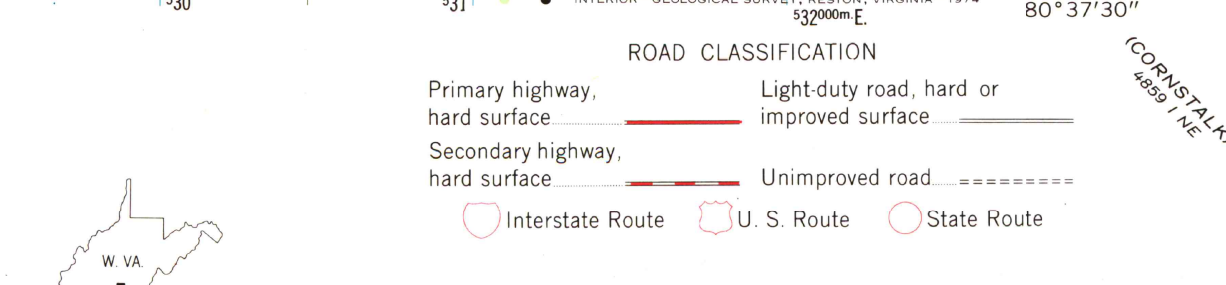 530
531
INTERIOR—GEOLOGICAL SURVEY, RESTON, VIRGINIA—1974
532000m.E.
80°37'30"
(CORNSTALK)
4859 I NE
ROAD CLASSIFICATION
Primary highway,
hard surface
Light-duty road, hard or
improved surface
Secondary highway,
hard surface
Unimproved road
Interstate Route
U. S. Route
State Route
W. VA.